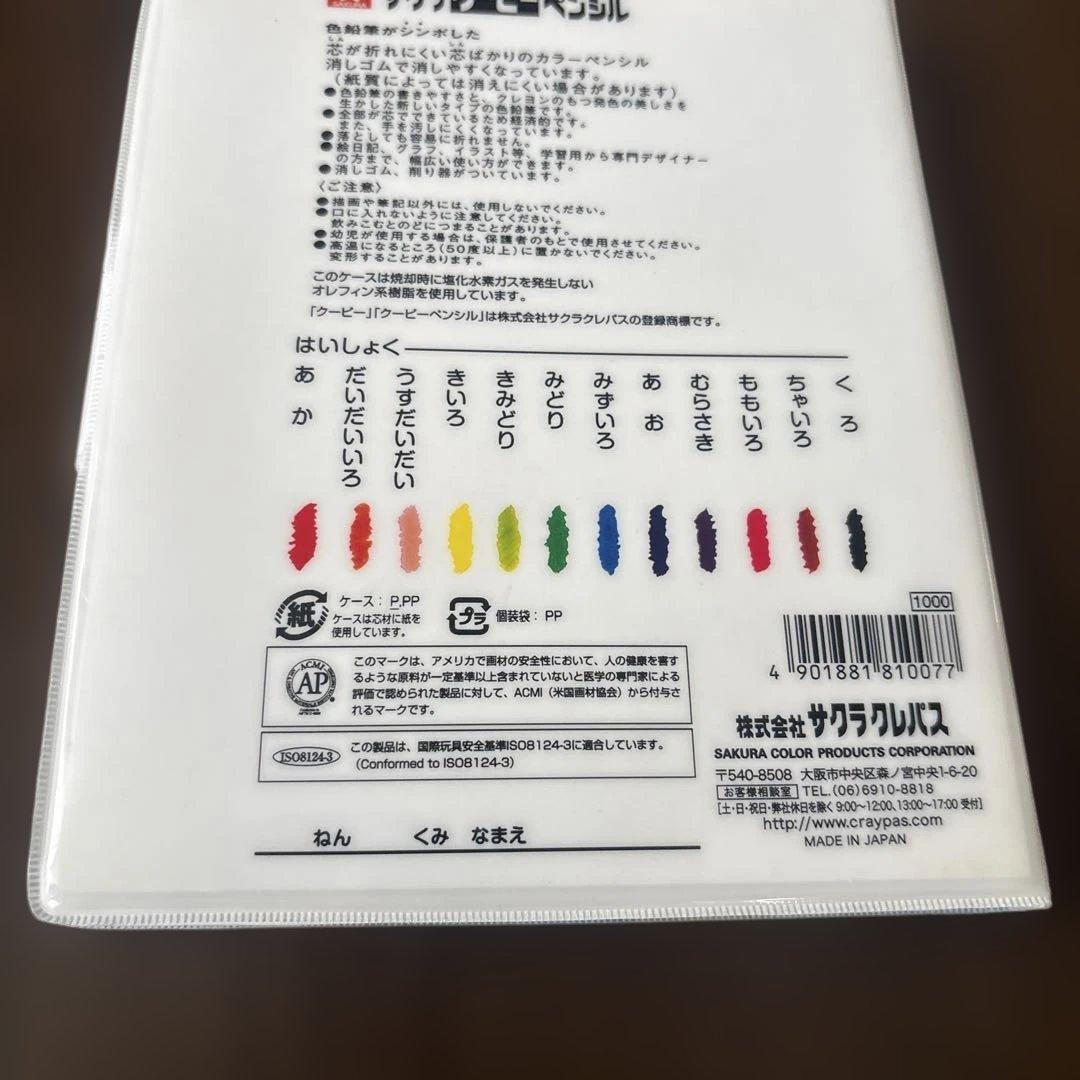 SAKURA
サクラクーピーペンシル
色鉛筆がシンボした
芯が折れにくい芯ばかりのカラーペンシル
消しゴムで消しやすくなっています。
(紙質によっては消えにくい場合があります)
●色鉛筆の書きやすさと、クレヨンのもつ発色の美しさを
生かした新しいタイプの色鉛筆です。
●全部が芯でできているため経済的です。
また、手を汚しにくくなっています。
●落としても容易に折れません。
●絵日記、グラフ、イラスト等、学習用から専門デザイナー
の方まで、幅広い使い方ができます。
●消しゴム、削り器がついています。
〈ご注意〉
●描画や筆記以外には、使用しないでください。
●口に入れないように注意してください。
飲みこむとのどにつまることがあります。
●幼児が使用する場合は、保護者のもとで使用させてください。
●高温になるところ(50度以上)に置かないでください。
変形することがあります。
このケースは焼却時に塩化水素ガスを発生しない
オレフィン系樹脂を使用しています。
「クーピー」「クーピーペンシル」は株式会社サクラクレパスの登録商標です。
はいしょく
あか
だいだいいろ
うすだいだい
きいろ
きみどり
みどり
みずいろ
あお
むらさき
ももいろ
ちゃいろ
くろ
紙
ケース：P,PP
ケースは芯材に紙を
使用しています。
プラ
個装袋：PP
1000
4 901881 810077
ACMI
AP
このマークは、アメリカで画材の安全性において、人の健康を害す
るような原料が一定基準以上含まれていないと医学の専門家による
評価で認められた製品に対して、ACMI（米国画材協会）から付与さ
れるマークです。
ISO8124-3
この製品は、国際玩具安全基準ISO8124-3に適合しています。
(Conformed to ISO8124-3)
株式会社サクラクレパス
SAKURA COLOR PRODUCTS CORPORATION
〒540-8508 大阪市中央区森ノ宮中央1-6-20
お客様相談室 TEL.(06)6910-8818
[土・日・祝日・弊社休日を除く 9:00～12:00、13:00～17:00 受付]
http://www.craypas.com
MADE IN JAPAN
ねん くみ なまえ